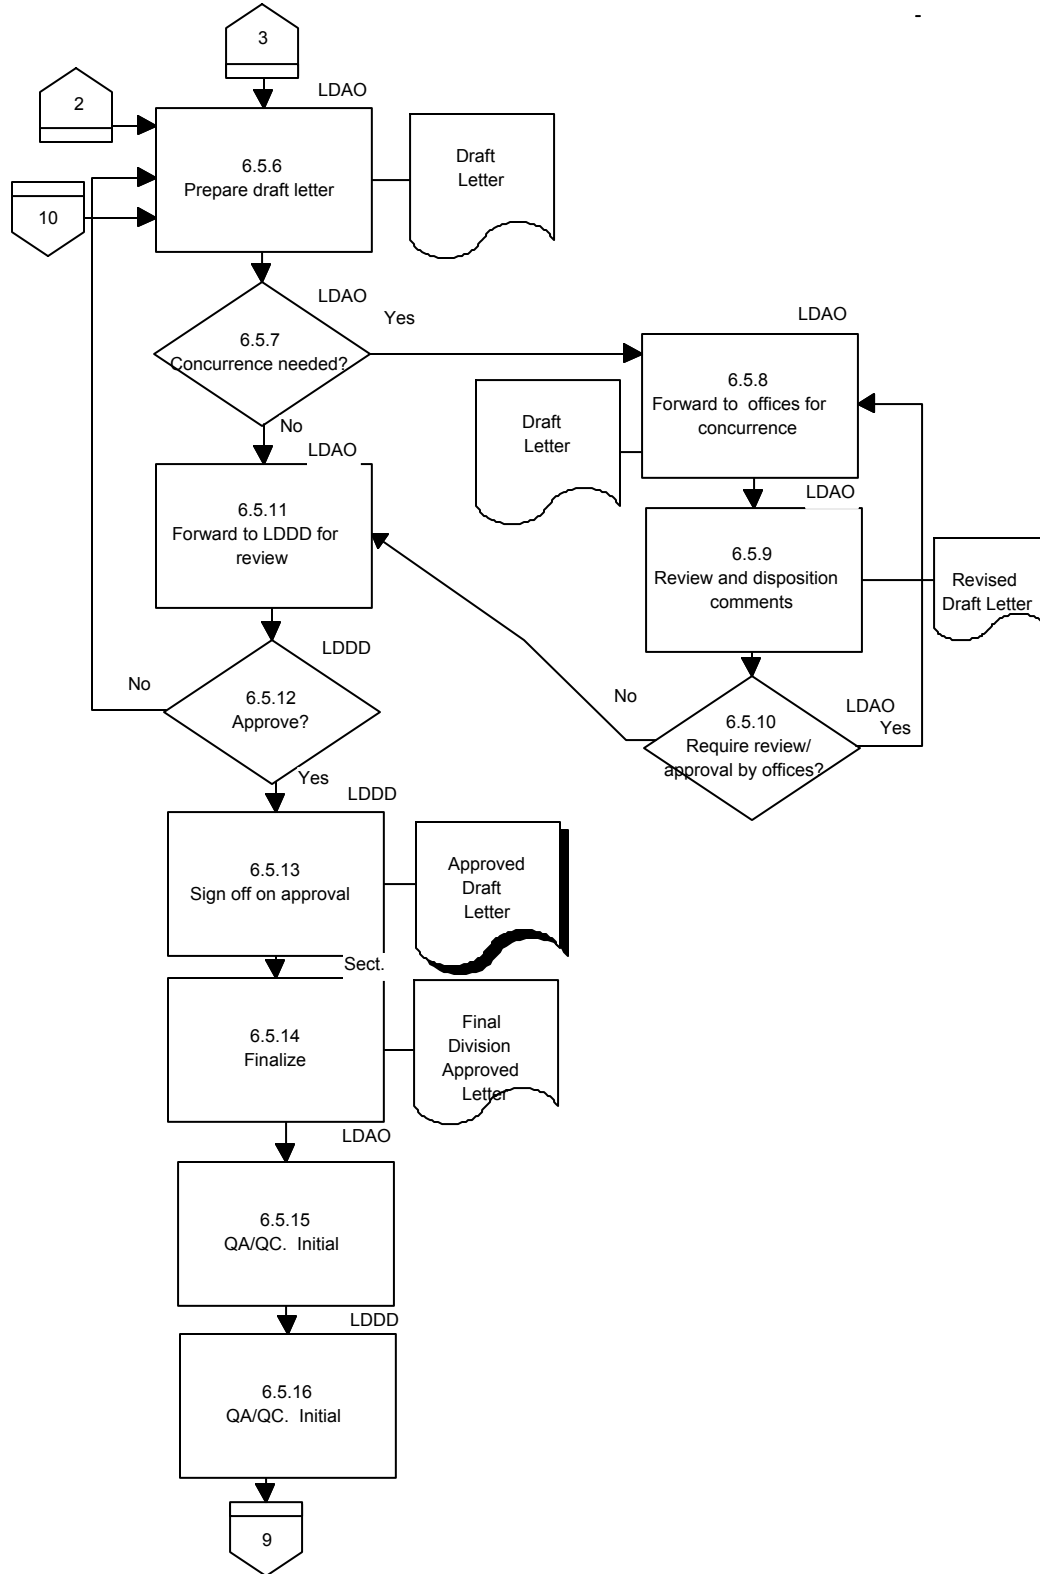 -
3
LDAO
2
6.5.6
Prepare draft letter
Draft
Letter
10
LDAO
Yes
6.5.7
Concurrence needed?
No
LDAO
6.5.8
Forward to offices for
concurrence
Draft
Letter
LDAO
6.5.11
Forward to LDDD for
review
LDAO
6.5.9
Review and disposition
comments
Revised
Draft Letter
LDDD
No
6.5.12
Approve?
Yes
No
LDAO
Yes
6.5.10
Require review/
approval by offices?
LDDD
6.5.13
Sign off on approval
Approved
Draft
Letter
Sect.
6.5.14
Finalize
Final
Division
Approved
Letter
LDAO
6.5.15
QA/QC. Initial
LDDD
6.5.16
QA/QC. Initial
9